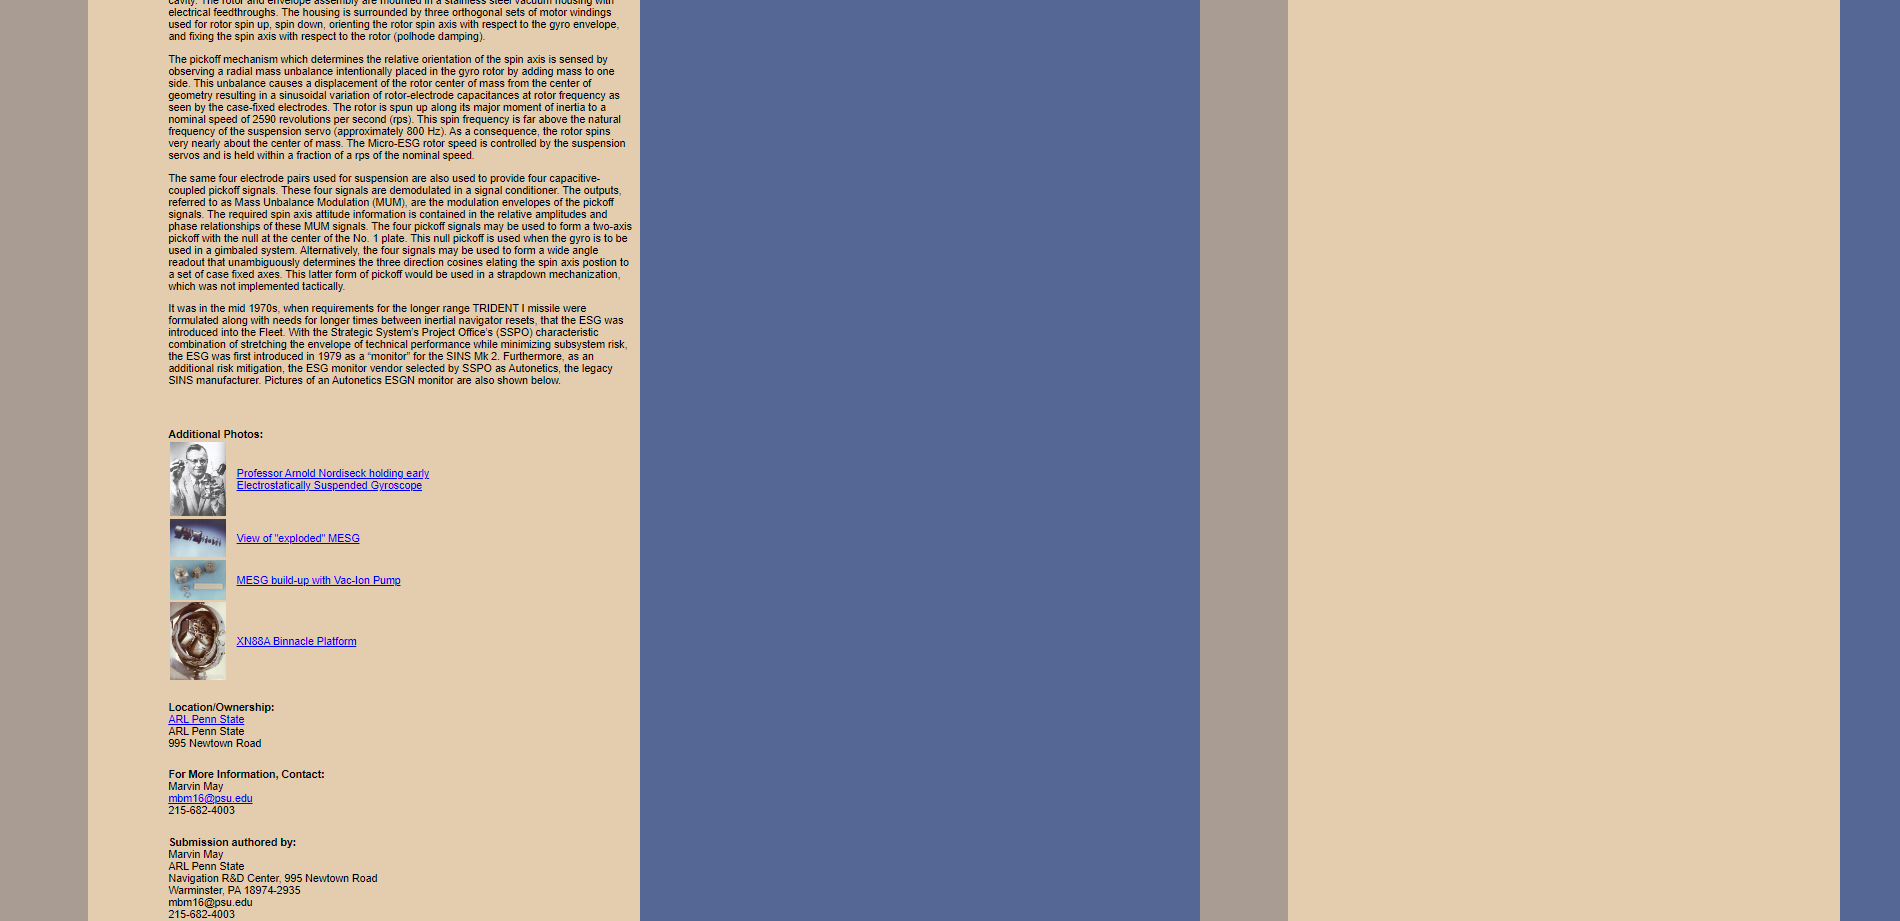 cavity. The rotor and envelope assembly are mounted in a stainless steel vacuum housing with
electrical feedthroughs. The housing is surrounded by three orthogonal sets of motor windings
used for rotor spin up, spin down, orienting the rotor spin axis with respect to the gyro envelope,
and fixing the spin axis with respect to the rotor (polhode damping).
The pickoff mechanism which determines the relative orientation of the spin axis is sensed by
observing a radial mass unbalance intentionally placed in the gyro rotor by adding mass to one
side. This unbalance causes a displacement of the rotor center of mass from the center of
geometry resulting in a sinusoidal variation of rotor-electrode capacitances at rotor frequency as
seen by the case-fixed electrodes. The rotor is spun up along its major moment of inertia to a
nominal speed of 2590 revolutions per second (rps). This spin frequency is far above the natural
frequency of the suspension servo (approximately 800 Hz). As a consequence, the rotor spins
very nearly about the center of mass. The Micro-ESG rotor speed is controlled by the suspension
servos and is held within a fraction of a rps of the nominal speed.
The same four electrode pairs used for suspension are also used to provide four capacitive-
coupled pickoff signals. These four signals are demodulated in a signal conditioner. The outputs,
referred to as Mass Unbalance Modulation (MUM), are the modulation envelopes of the pickoff
signals. The required spin axis attitude information is contained in the relative amplitudes and
phase relationships of these MUM signals. The four pickoff signals may be used to form a two-axis
pickoff with the null at the center of the No. 1 plate. This null pickoff is used when the gyro is to be
used in a gimbaled system. Alternatively, the four signals may be used to form a wide angle
readout that unambiguously determines the three direction cosines elating the spin axis postion to
a set of case fixed axes. This latter form of pickoff would be used in a strapdown mechanization,
which was not implemented tactically.
It was in the mid 1970s, when requirements for the longer range TRIDENT I missile were
formulated along with needs for longer times between inertial navigator resets, that the ESG was
introduced into the Fleet. With the Strategic System's Project Office's (SSPO) characteristic
combination of stretching the envelope of technical performance while minimizing subsystem risk,
the ESG was first introduced in 1979 as a “monitor” for the SINS Mk 2. Furthermore, as an
additional risk mitigation, the ESG monitor vendor selected by SSPO as Autonetics, the legacy
SINS manufacturer. Pictures of an Autonetics ESGN monitor are also shown below.
Additional Photos:
Professor Arnold Nordiseck holding early
Electrostatically Suspended Gyroscope
View of "exploded" MESG
MESG build-up with Vac-Ion Pump
XN88A Binnacle Platform
Location/Ownership:
ARL Penn State
ARL Penn State
995 Newtown Road
For More Information, Contact:
Marvin May
mbm16@psu.edu
215-682-4003
Submission authored by:
Marvin May
ARL Penn State
Navigation R&D Center, 995 Newtown Road
Warminster, PA 18974-2935
mbm16@psu.edu
215-682-4003